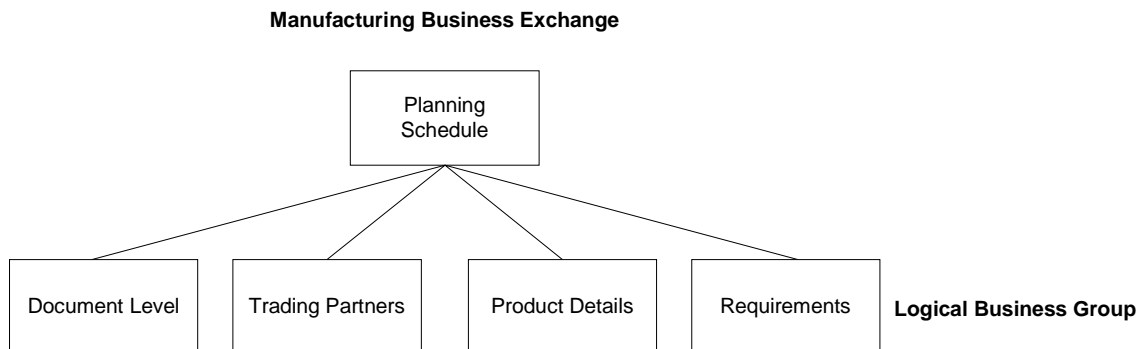 Manufacturing Business Exchange
Planning
Schedule
Document Level
Trading Partners
Product Details
Requirements
Logical Business Group